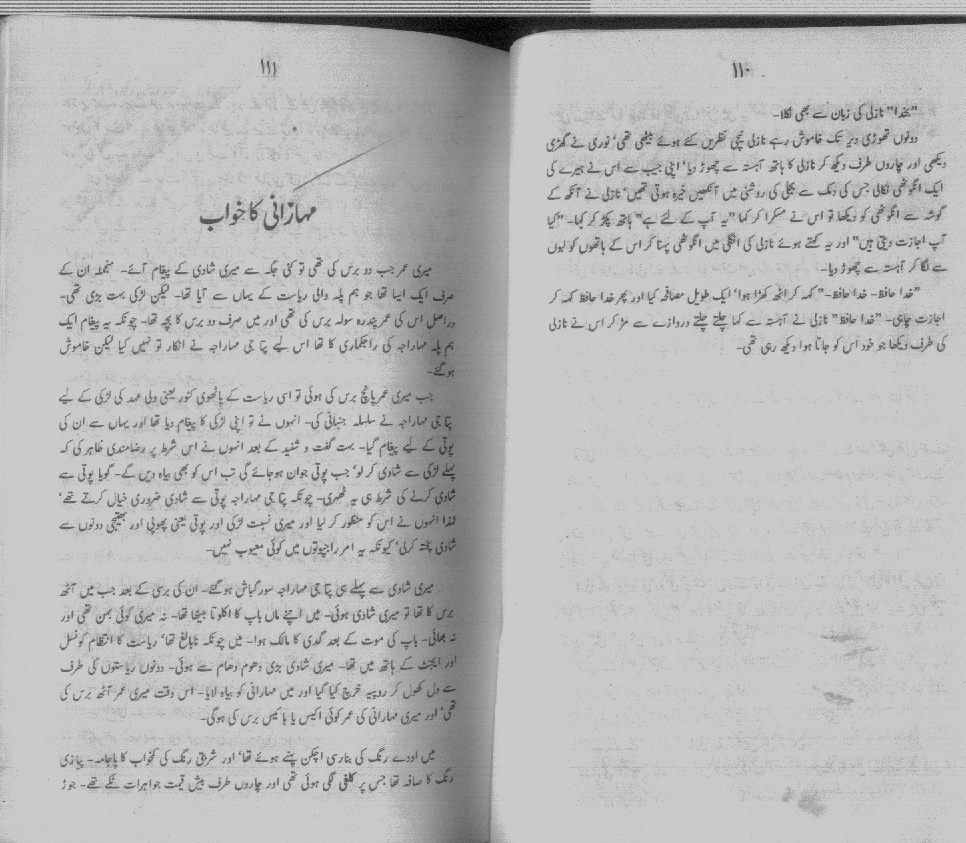 ۱۱۰
"بخدا" نازلی کی زبان سے بھی نکلا۔
دونوں تھوڑی دیر تک خاموش رہے نازلی نیچی نظریں کئے ہوئے بیٹھی تھی' نوری نے گھڑی
دیکھی اور چاروں طرف دیکھ کر نازلی کا ہاتھ آہستہ سے چھوڑ دیا' اپنی جیب سے اس نے ہیرے کی
ایک انگوٹھی نکالی جس کی دمک سے بجلی کی روشنی میں آنکھیں خیرہ ہوتی تھیں' نازلی نے آنکھ کے
گوشہ سے انگوٹھی کو دیکھا تو اس نے مسکرا کر کہا "یہ آپ کے لئے ہے" ہاتھ پکڑ کر کہا۔ "کیا
آپ اجازت دیتی ہیں" اور یہ کہتے ہوئے نازلی کی انگلی میں انگوٹھی پہنا کر اس کے ہاتھوں کو لبوں
سے لگا کر آہستہ سے چھوڑ دیا۔
"خدا حافظ۔ خدا حافظ۔" کہہ کر اٹھ کھڑا ہوا' ایک طویل مصافحہ کیا اور پھر خدا حافظ کہہ کر
اجازت چاہی۔ "خدا حافظ" نازلی نے آہستہ سے کہا چلتے چلتے دروازے سے مڑ کر اس نے نازلی
کی طرف دیکھا جو خود اس کو جاتا ہوا دیکھ رہی تھی۔
۱۱۱
مہارانی کا خواب
میری عمر جب دو برس کی تھی تو کئی جگہ سے میری شادی کے پیغام آئے۔ منجملہ ان کے
صرف ایک ایسا تھا جو ہم پلہ والی ریاست کے یہاں سے آیا تھا۔ لیکن لڑکی بہت بڑی تھی۔
دراصل اس کی عمر پندرہ سولہ برس کی تھی اور میں صرف دو برس کا بچہ تھا۔ چونکہ یہ پیغام ایک
ہم پلہ مہاراجہ کی راجکماری کا تھا اس لیے پتا جی مہاراجہ نے انکار تو نہیں کیا لیکن خاموش
ہو گئے۔
جب میری عمر پانچ برس کی ہوئی تو اسی ریاست کے پاٹھوی کنور یعنی ولی عہد کی لڑکی کے لیے
پتا جی مہاراجہ نے سلسلہ جنبانی کی۔ انہوں نے تو اپنی لڑکی کا پیغام دیا تھا اور یہاں سے ان کی
پوتی کے لیے پیغام گیا۔ بہت گفت و شنید کے بعد انہوں نے اس شرط پر رضامندی ظاہر کی کہ
پہلے لڑکی سے شادی کر لو' جب پوتی جوان ہو جائے گی تب اس کو بھی بیاہ دیں گے۔ گویا پوتی سے
شادی کرنے کی شرط ہی یہ ٹھہری۔ چونکہ پتا جی مہاراجہ پوتی سے شادی ضروری خیال کرتے تھے'
لہٰذا انہوں نے اس کو منظور کر لیا اور میری نسبت لڑکی اور پوتی یعنی پھوپی اور بھتیجی دونوں سے
شادی پختہ کرلی' کیونکہ یہ امر راجپوتوں میں کوئی معیوب نہیں۔
میری شادی سے پہلے ہی پتا جی مہاراجہ سورگباش ہو گئے۔ ان کی برسی کے بعد جب میں آٹھ
برس کا تھا تو میری شادی ہوئی۔ میں اپنے ماں باپ کا اکلوتا بیٹا تھا۔ نہ میری کوئی بہن تھی اور
نہ بھائی۔ باپ کی موت کے بعد گدی کا مالک ہوا۔ میں چونکہ نابالغ تھا' ریاست کا انتظام کونسل
اور ایجنٹ کے ہاتھ میں تھا۔ میری شادی بڑی دھوم دھام سے ہوئی۔ دونوں ریاستوں کی طرف
سے دل کھول کر روپیہ خرچ کیا گیا اور میں مہارانی کو بیاہ لایا۔ اس وقت میری عمر آٹھ برس کی
تھی' اور میری مہارانی کی عمر کوئی اکیس یا بائیس برس کی ہوگی۔
میں اودے رنگ کی بنارسی اچکن پہنے ہوئے تھا' اور شربتی رنگ کی کمخواب کا پاجامہ۔ پیازی
رنگ کا صافہ تھا جس پر کلغی لگی ہوئی تھی اور چاروں طرف بیش قیمت جواہرات ٹکے تھے۔ جوڑ